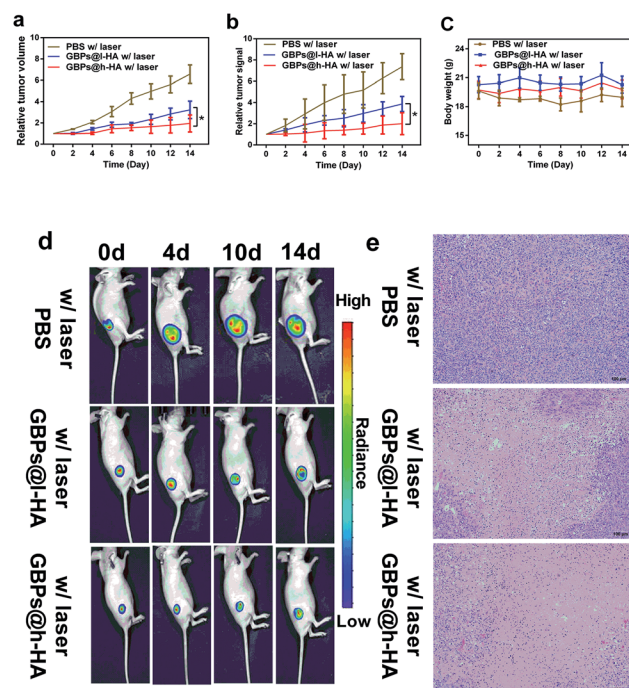 a
PBS w/ laser
GBPs@l-HA w/ laser
GBPs@h-HA w/ laser
Relative tumor volume
10
8
6
4
2
0
0 2 4 6 8 10 12 14
Time (Day)
*
b
PBS w/ laser
GBPs@l-HA w/ laser
GBPs@h-HA w/ laser
Relative tumor signal
10
8
6
4
2
0
0 2 4 6 8 10 12 14
Time (Day)
*
c
PBS w/ laser
GBPs@l-HA w/ laser
GBPs@h-HA w/ laser
Body weight (g)
27
24
21
18
15
0 2 4 6 8 10 12 14
Time (Day)
d
0d 4d 10d 14d
w/ laser
PBS
w/ laser
GBPs@l-HA
w/ laser
GBPs@h-HA
High
Radiance
Low
e
w/ laser
PBS
w/ laser
GBPs@l-HA
w/ laser
GBPs@h-HA
100 μm